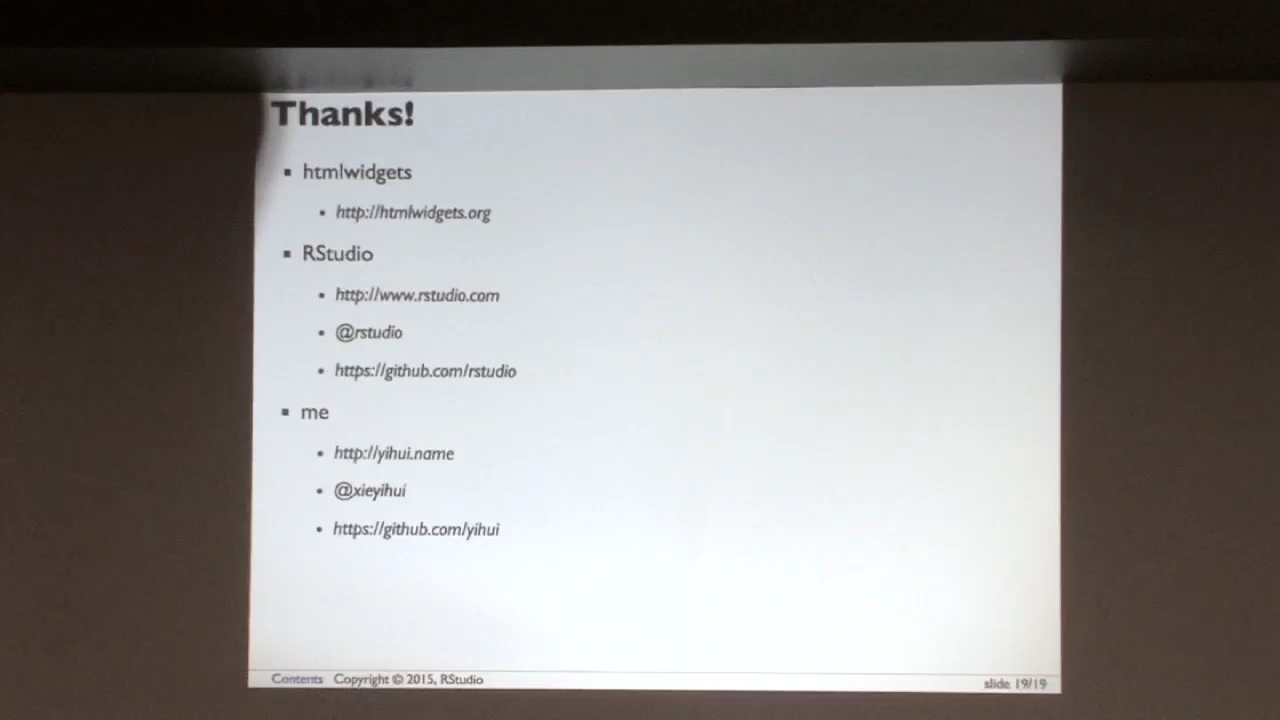 Thanks!
htmlwidgets
http://htmlwidgets.org
RStudio
http://www.rstudio.com
@rstudio
https://github.com/rstudio
me
http://yihui.name
@xieyihui
https://github.com/yihui
Contents Copyright © 2015, RStudio
slide 19/19